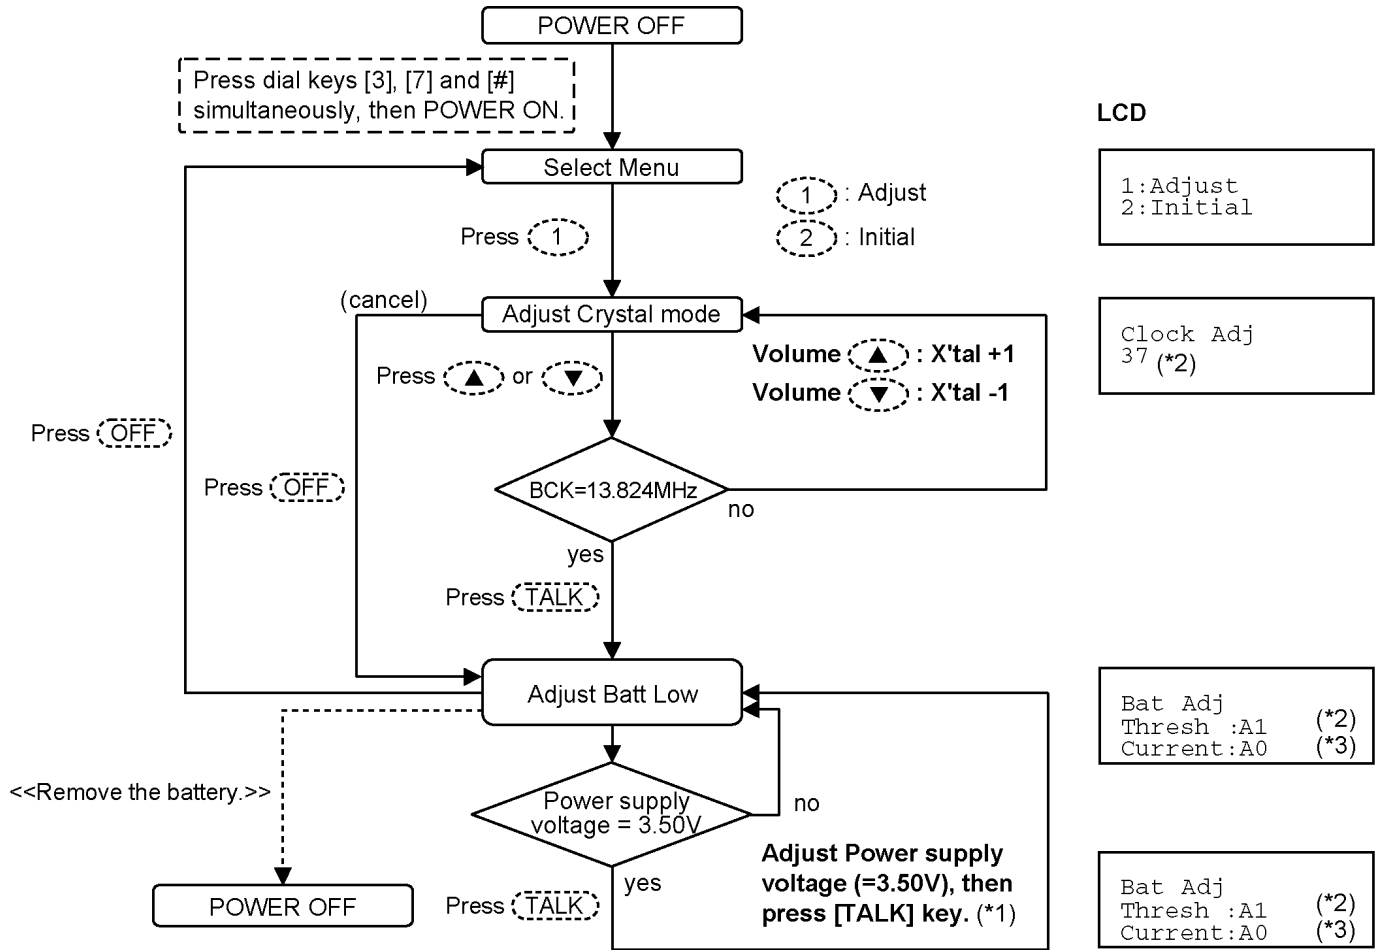 POWER OFF
Press dial keys [3], [7] and [#]
simultaneously, then POWER ON.
LCD
Select Menu
1:Adjust
2:Initial
1 : Adjust
2 : Initial
Press 1
(cancel)
Adjust Crystal mode
Clock Adj
37 (*2)
Volume ▲ : X'tal +1
Volume ▼ : X'tal -1
Press ▲ or ▼
Press OFF
Press OFF
BCK=13.824MHz
no
yes
Press TALK
Adjust Batt Low
Bat Adj
Thresh :A1 (*2)
Current:A0 (*3)
<<Remove the battery.>>
Power supply
voltage = 3.50V
no
Adjust Power supply
voltage (=3.50V), then
press [TALK] key. (*1)
yes
Press TALK
POWER OFF
Bat Adj
Thresh :A1 (*2)
Current:A0 (*3)